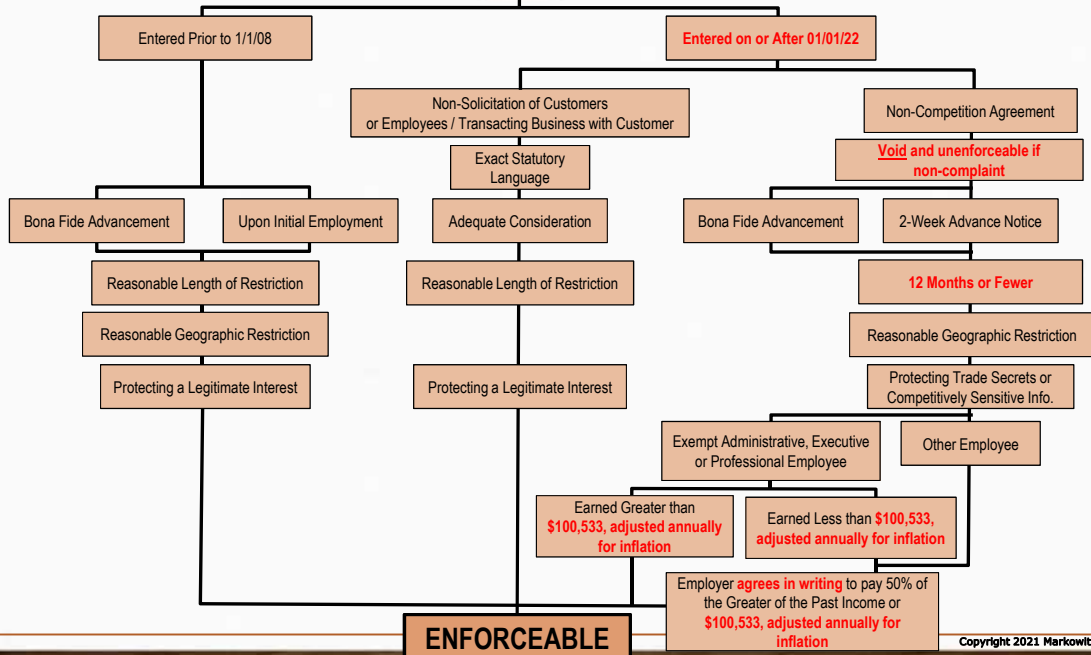 Entered Prior to 1/1/08
Entered on or After 01/01/22
Non-Solicitation of Customers
or Employees / Transacting Business with Customer
Non-Competition Agreement
Exact Statutory
Language
Void and unenforceable if
non-complaint
Bona Fide Advancement
Upon Initial Employment
Adequate Consideration
Bona Fide Advancement
2-Week Advance Notice
Reasonable Length of Restriction
Reasonable Length of Restriction
12 Months or Fewer
Reasonable Geographic Restriction
Reasonable Geographic Restriction
Protecting a Legitimate Interest
Protecting a Legitimate Interest
Protecting Trade Secrets or
Competitively Sensitive Info.
Exempt Administrative, Executive
or Professional Employee
Other Employee
Earned Greater than
$100,533, adjusted annually
for inflation
Earned Less than $100,533,
adjusted annually for inflation
Employer agrees in writing to pay 50% of
the Greater of the Past Income or
$100,533, adjusted annually for
inflation
ENFORCEABLE
Copyright 2021 Markowit